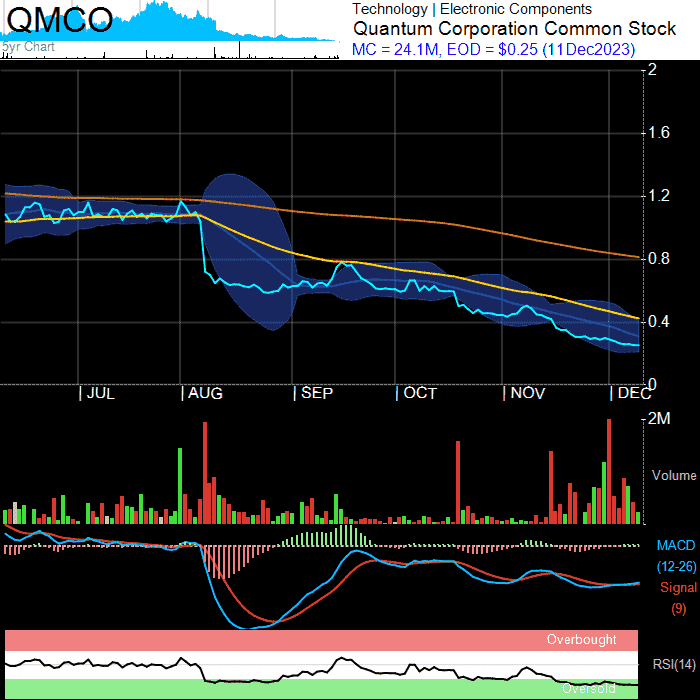 QMCO
5yr Chart
Technology | Electronic Components
Quantum Corporation Common Stock
MC = 24.1M, EOD = $0.25 (11Dec2023)
2
1.6
1.2
0.8
0.4
0
| JUL | AUG | SEP | OCT | NOV | DEC
2M
Volume
MACD
(12-26)
Signal
(9)
Overbought
RSI(14)
Oversold